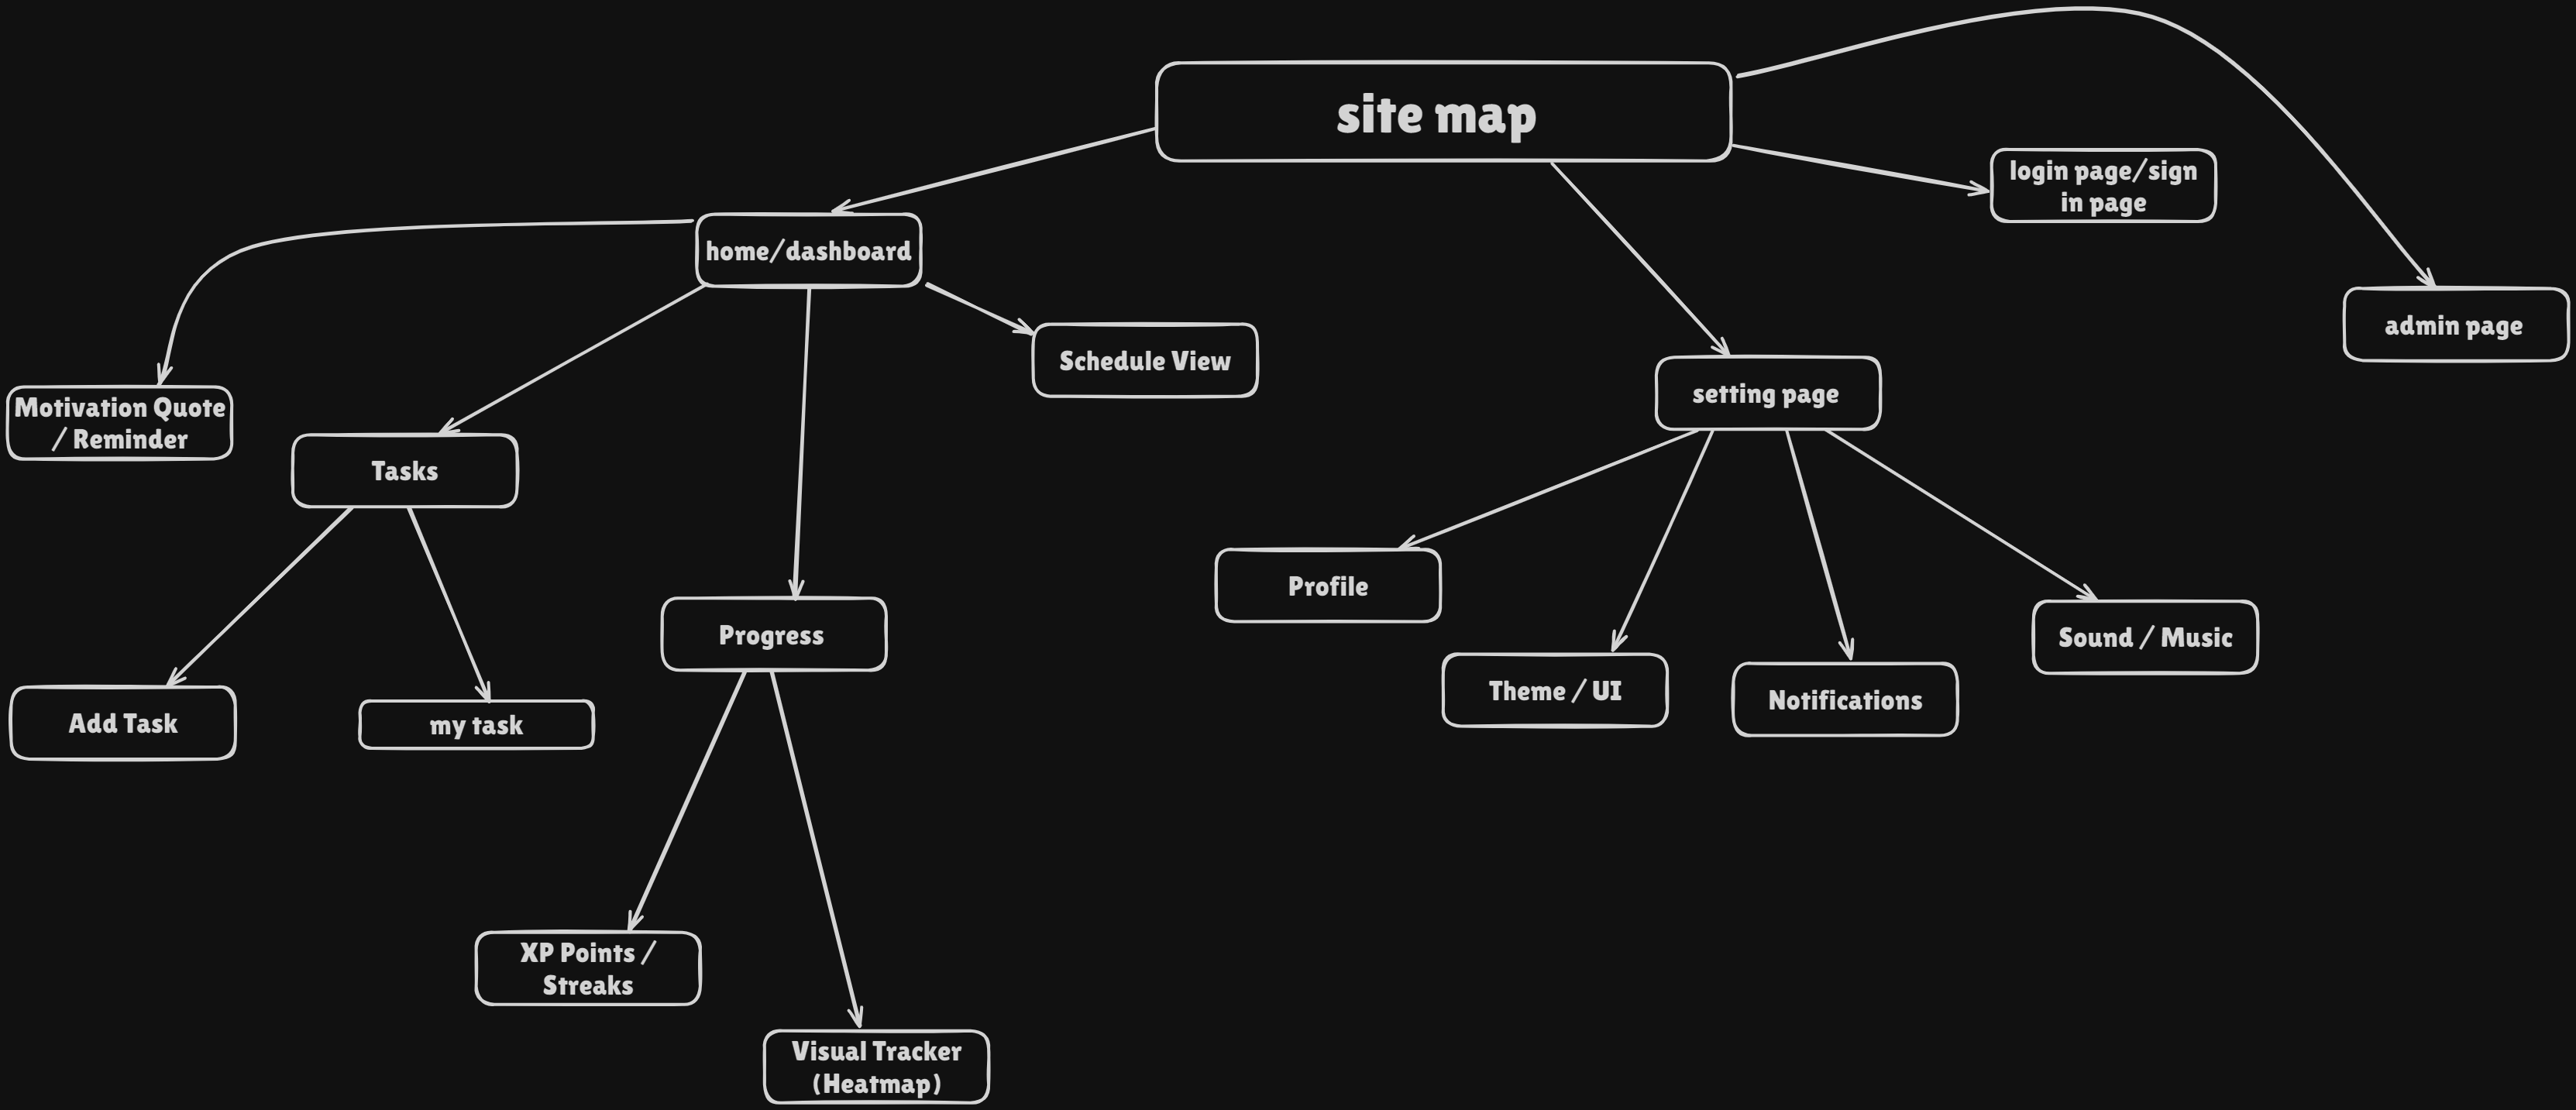 site map
login page/sign
in page
home/dashboard
admin page
Schedule View
setting page
Motivation Quote
/ Reminder
Tasks
Profile
Progress
Sound / Music
Theme / UI
Notifications
Add Task
my task
XP Points /
Streaks
Visual Tracker
(Heatmap)